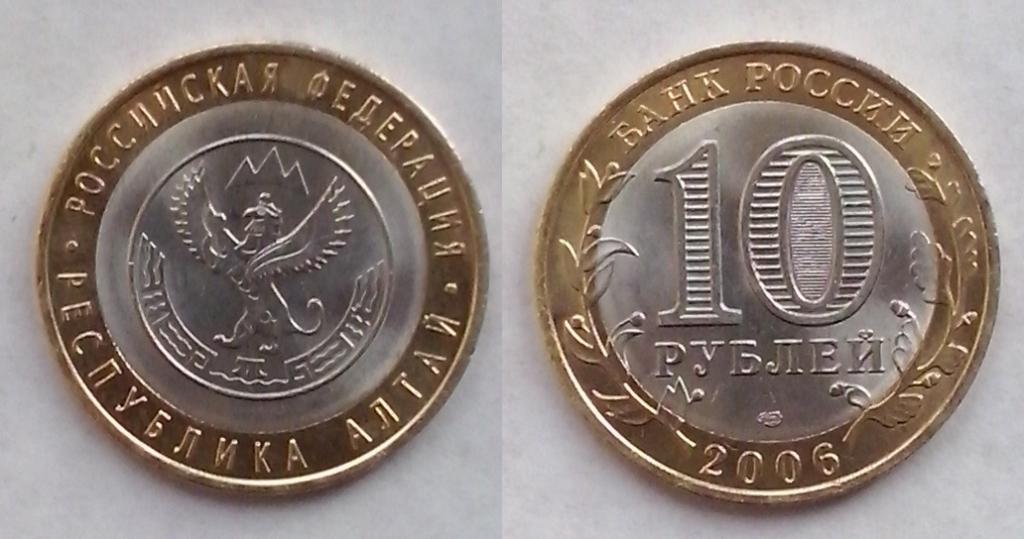 РОССИЙСКАЯ ФЕДЕРАЦИЯ
• РЕСПУБЛИКА АЛТАЙ •
БАНК РОССИИ
10
РУБЛЕЙ
2006